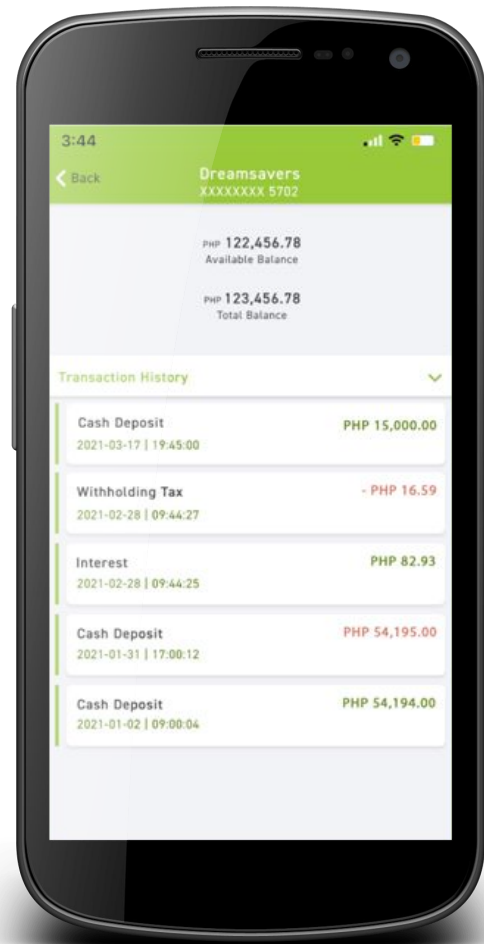 3:44
Back
Dreamsavers
XXXXXXXX 5702
PHP 122,456.78
Available Balance
PHP 123,456.78
Total Balance
Transaction History
Cash Deposit
PHP 15,000.00
2021-03-17 | 19:45:00
Withholding Tax
- PHP 16.59
2021-02-28 | 09:44:27
Interest
PHP 82.93
2021-02-28 | 09:44:25
Cash Deposit
PHP 54,195.00
2021-01-31 | 17:00:12
Cash Deposit
PHP 54,194.00
2021-01-02 | 09:00:04